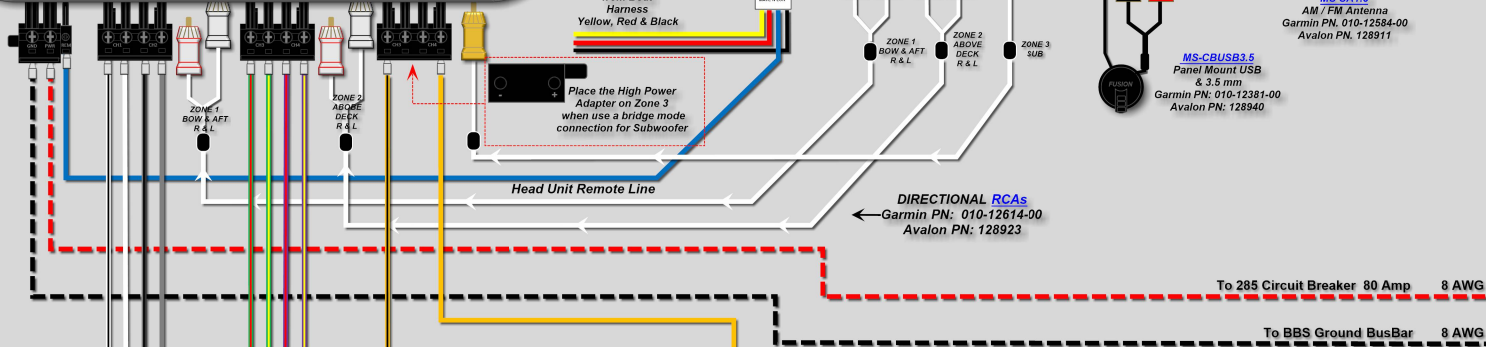 Harness
Yellow, Red & Black
GND
PWR
REM
CH1
CH2
CH3
CH4
CH5
CH6
ZONE 1
BOW & AFT
R & L
ZONE 2
ABOBE
DECK
R & L
-
+
Place the High Power
Adapter on Zone 3
when use a bridge mode
connection for Subwoofer
Head Unit Remote Line
ZONE 1
BOW & AFT
R & L
ZONE 2
ABOVE
DECK
R & L
ZONE 3
SUB
DIRECTIONAL RCAs
Garmin PN: 010-12614-00
Avalon PN: 128923
AM / FM Antenna
Garmin PN. 010-12584-00
Avalon PN. 128911
FUSION
MS-CBUSB3.5
Panel Mount USB
& 3.5 mm
Garmin PN: 010-12381-00
Avalon PN: 128940
To 285 Circuit Breaker 80 Amp 8 AWG
To BBS Ground BusBar 8 AWG